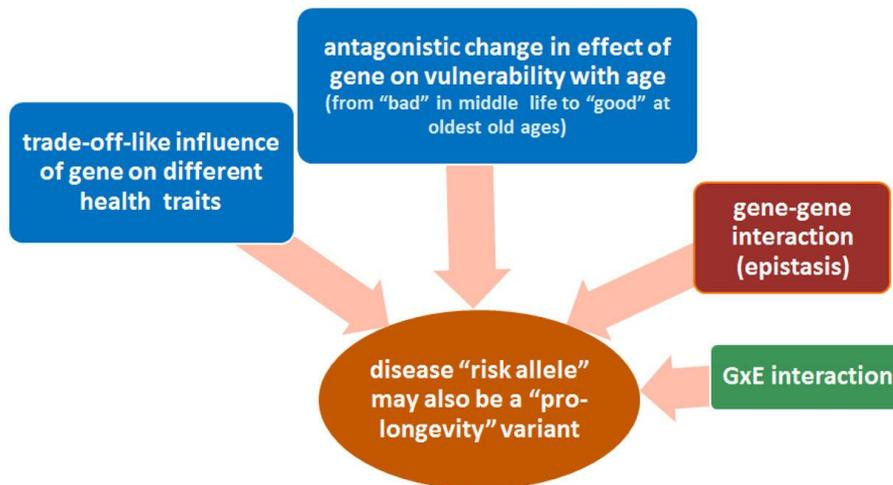 antagonistic change in effect of
gene on vulnerability with age
(from “bad” in middle life to “good” at
oldest old ages)
trade-off-like influence
of gene on different
health traits
gene-gene
interaction
(epistasis)
GxE interaction
disease “risk allele”
may also be a “pro-
longevity” variant